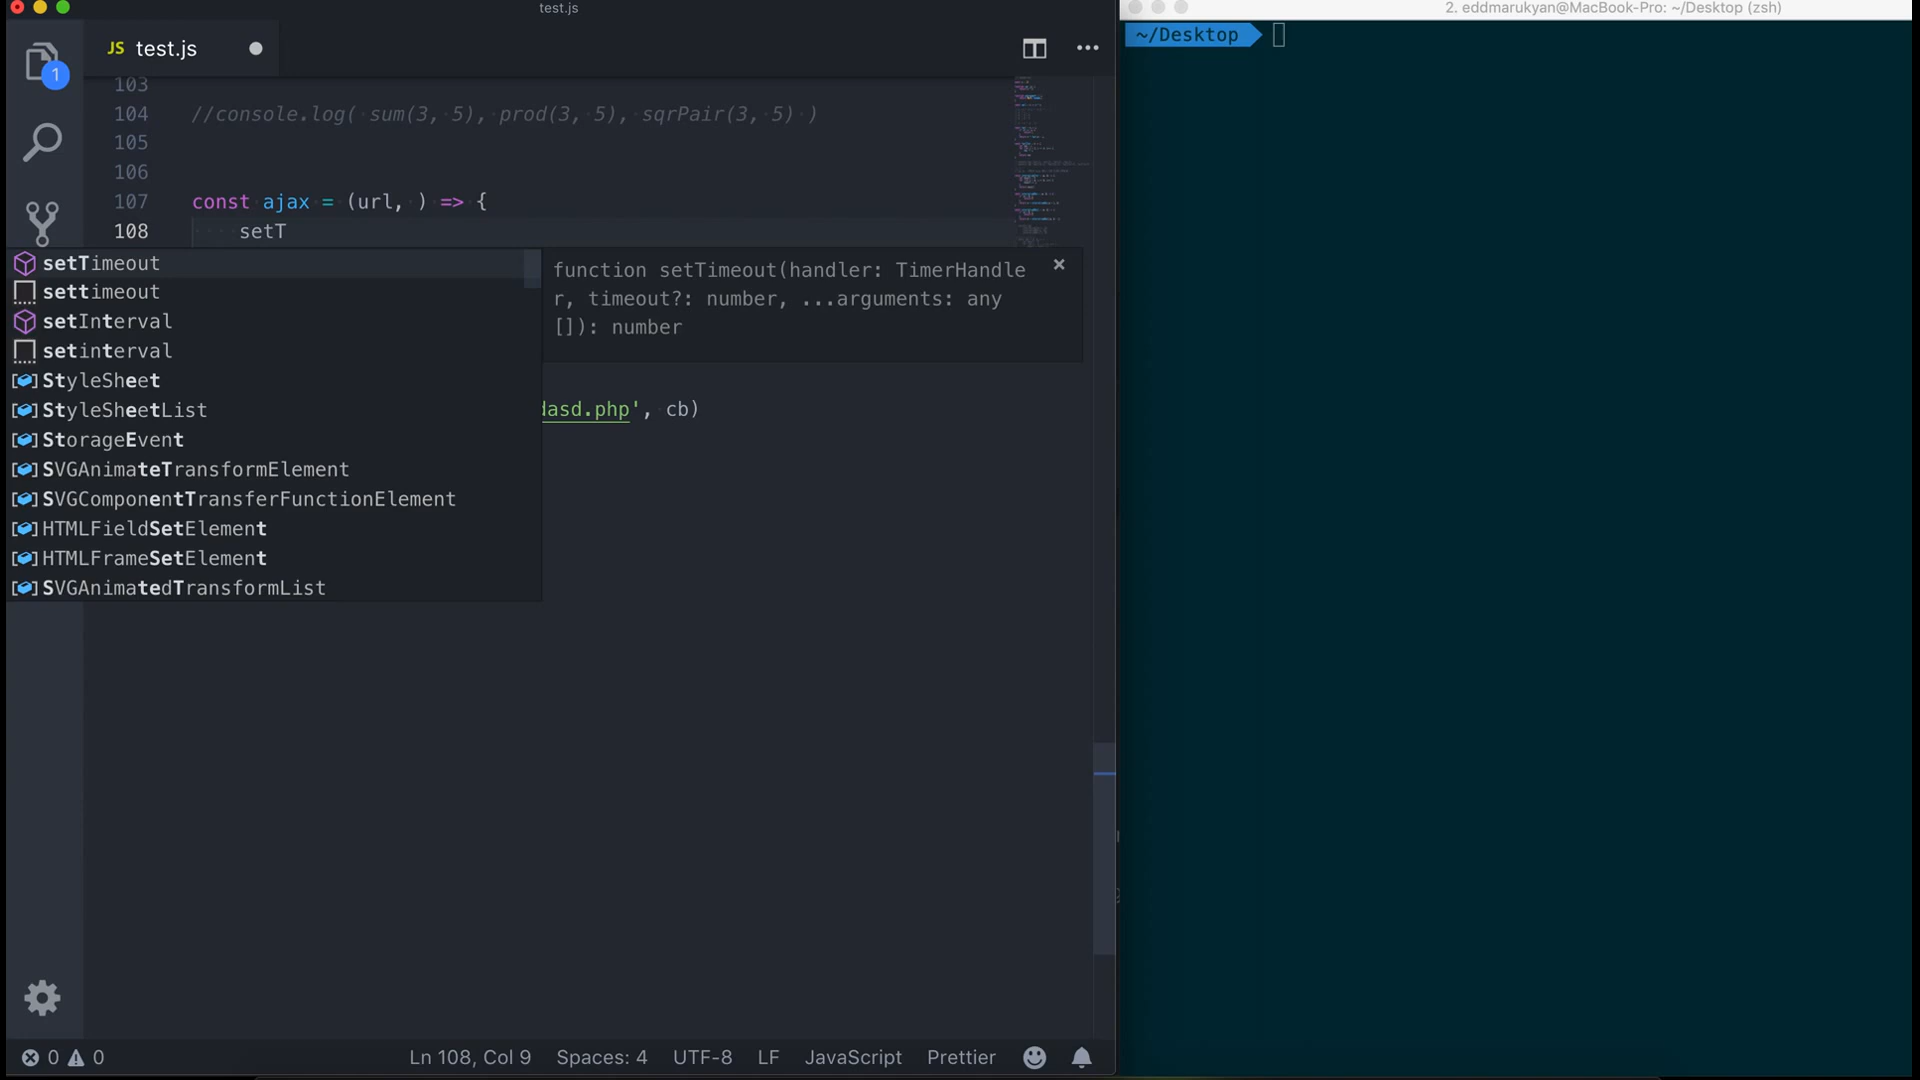 test.js
2. eddmarukyan@MacBook-Pro: ~/Desktop (zsh)
JS test.js
~/Desktop
1
103
104 //console.log( sum(3, 5), prod(3, 5), sqrPair(3, 5) )
105
106
107 const ajax = (url, ) => {
108 setT
setTimeout
settimeout
setInterval
setinterval
StyleSheet
StyleSheetList
StorageEvent
SVGAnimateTransformElement
SVGComponentTransferFunctionElement
HTMLFieldSetElement
HTMLFrameSetElement
SVGAnimatedTransformList
function setTimeout(handler: TimerHandle
r, timeout?: number, ...arguments: any
[]): number
dasd.php', cb)
0 0 Ln 108, Col 9 Spaces: 4 UTF-8 LF JavaScript Prettier